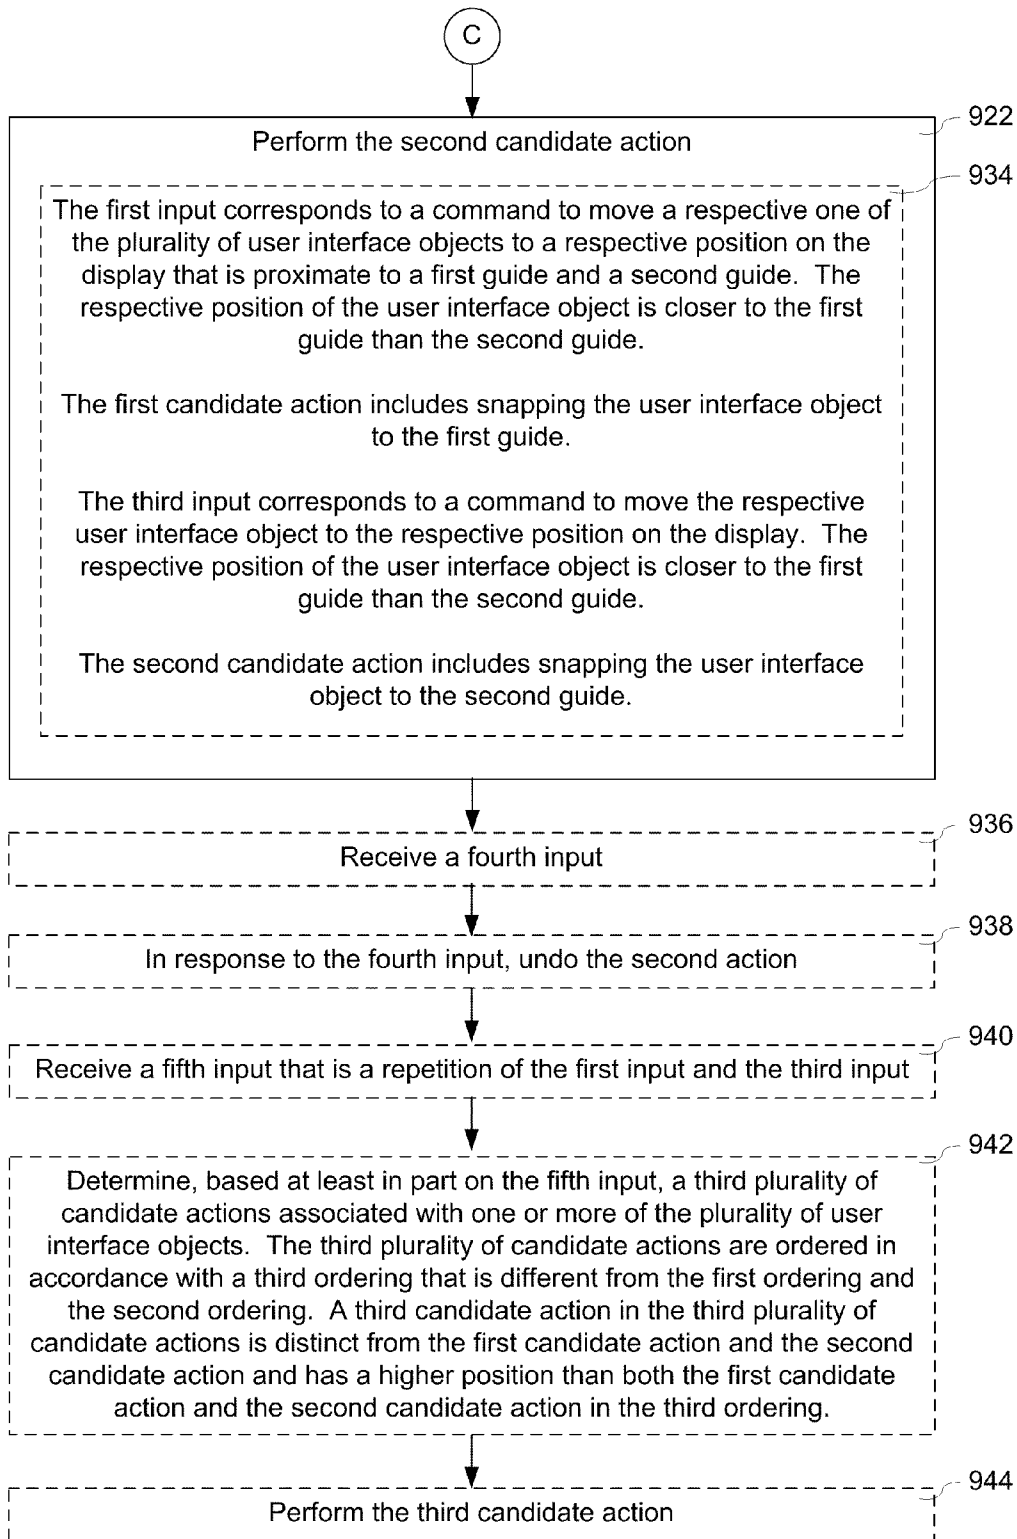 C
922
Perform the second candidate action
934
The first input corresponds to a command to move a respective one of
the plurality of user interface objects to a respective position on the
display that is proximate to a first guide and a second guide.  The
respective position of the user interface object is closer to the first
guide than the second guide.
The first candidate action includes snapping the user interface object
to the first guide.
The third input corresponds to a command to move the respective
user interface object to the respective position on the display.  The
respective position of the user interface object is closer to the first
guide than the second guide.
The second candidate action includes snapping the user interface
object to the second guide.
936
Receive a fourth input
938
In response to the fourth input, undo the second action
940
Receive a fifth input that is a repetition of the first input and the third input
942
Determine, based at least in part on the fifth input, a third plurality of
candidate actions associated with one or more of the plurality of user
interface objects.  The third plurality of candidate actions are ordered in
accordance with a third ordering that is different from the first ordering and
the second ordering.  A third candidate action in the third plurality of
candidate actions is distinct from the first candidate action and the second
candidate action and has a higher position than both the first candidate
action and the second candidate action in the third ordering.
944
Perform the third candidate action